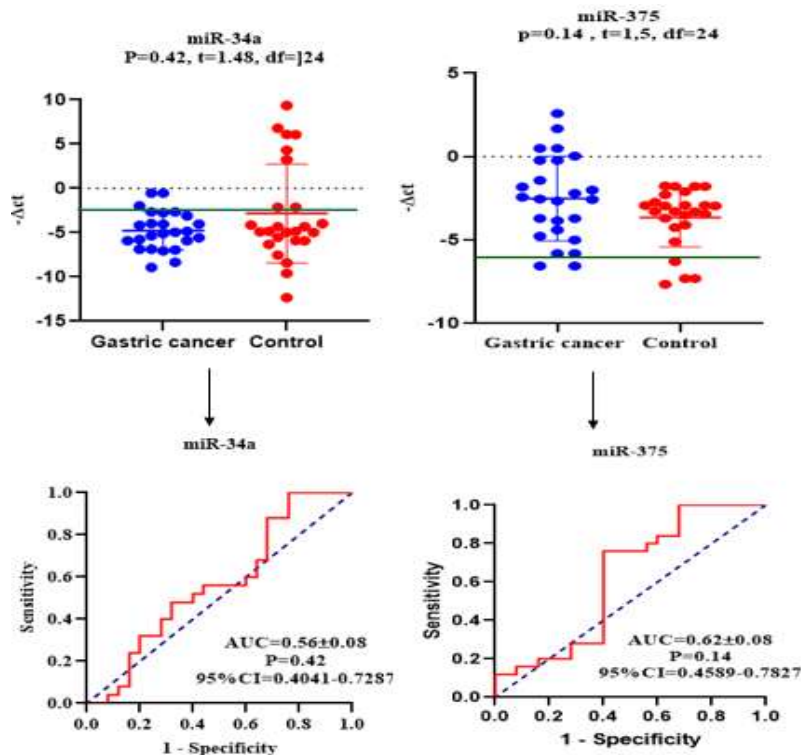 miR-34a
P=0.42, t=1.48, df=]24
10
5
0
-5
-10
-15
-Δct
Gastric cancer Control
miR-375
p=0.14 , t=1,5, df=24
5
0
-5
-10
-Δct
Gastric cancer Control
miR-34a
1.0
0.8
0.6
0.4
0.2
0.0
Sensitivity
AUC=0.56±0.08
P=0.42
95%CI=0.4041-0.7287
0.0 0.2 0.4 0.6 0.8 1.0
1 - Specificity
miR-375
1.0
0.8
0.6
0.4
0.2
0.0
Sensitivity
AUC=0.62±0.08
P=0.14
95%CI=0.4589-0.7827
0.0 0.2 0.4 0.6 0.8 1.0
1 - Specificity